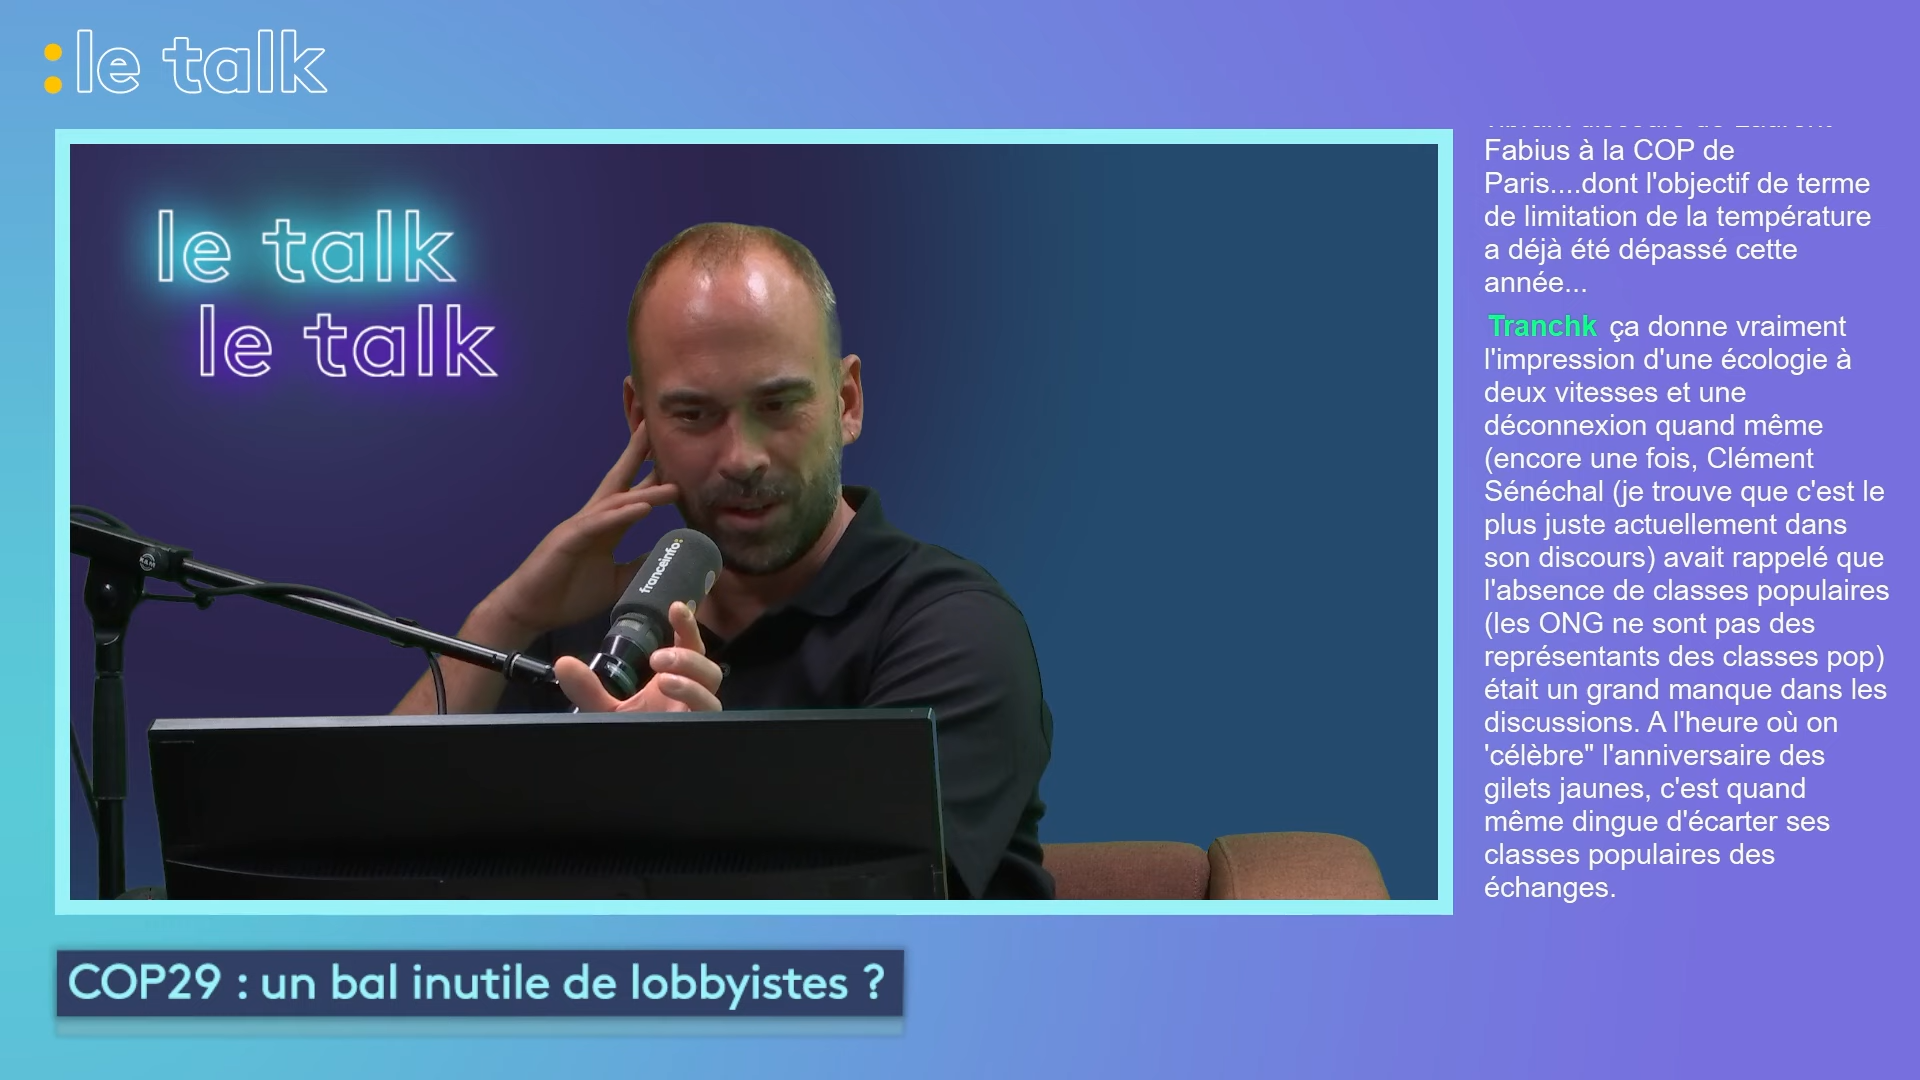 :le talk
le talk
le talk
franceinfo:
Fabius à la COP de
Paris....dont l'objectif de terme
de limitation de la température
a déjà été dépassé cette
année...
Tranchk ça donne vraiment
l'impression d'une écologie à
deux vitesses et une
déconnexion quand même
(encore une fois, Clément
Sénéchal (je trouve que c'est le
plus juste actuellement dans
son discours) avait rappelé que
l'absence de classes populaires
(les ONG ne sont pas des
représentants des classes pop)
était un grand manque dans les
discussions. A l'heure où on
'célèbre" l'anniversaire des
gilets jaunes, c'est quand
même dingue d'écarter ses
classes populaires des
échanges.
COP29 : un bal inutile de lobbyistes ?